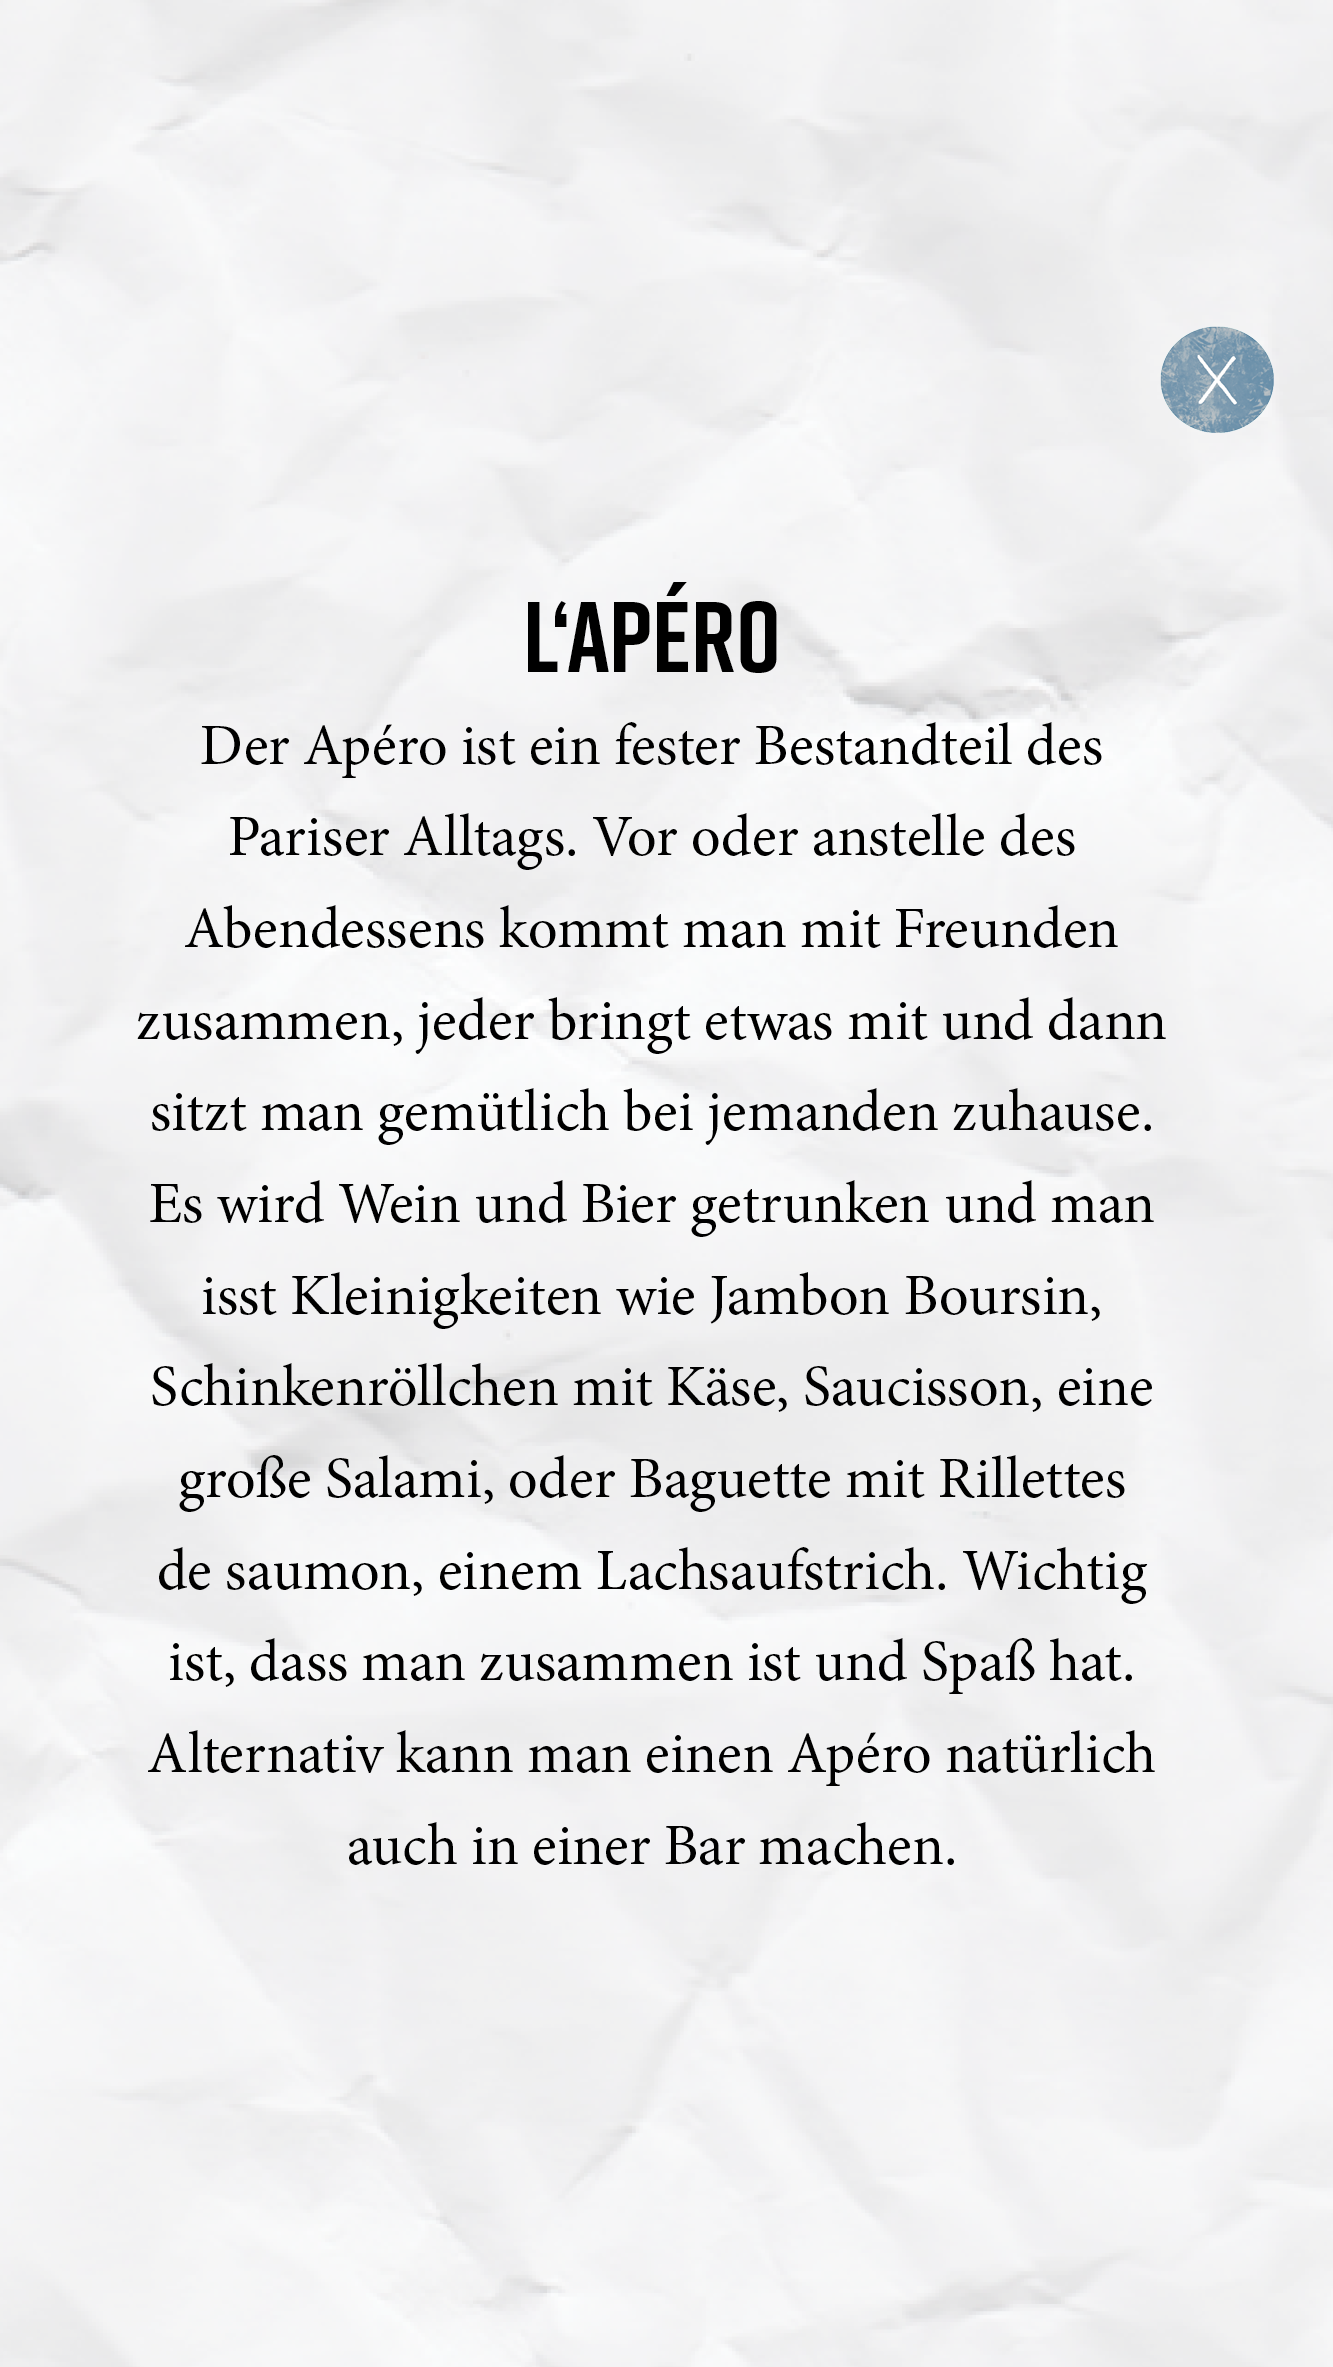 X
L‘APÉRO
Der Apéro ist ein fester Bestandteil des
Pariser Alltags. Vor oder anstelle des
Abendessens kommt man mit Freunden
zusammen, jeder bringt etwas mit und dann
sitzt man gemütlich bei jemanden zuhause.
Es wird Wein und Bier getrunken und man
isst Kleinigkeiten wie Jambon Boursin,
Schinkenröllchen mit Käse, Saucisson, eine
große Salami, oder Baguette mit Rillettes
de saumon, einem Lachsaufstrich. Wichtig
ist, dass man zusammen ist und Spaß hat.
Alternativ kann man einen Apéro natürlich
auch in einer Bar machen.